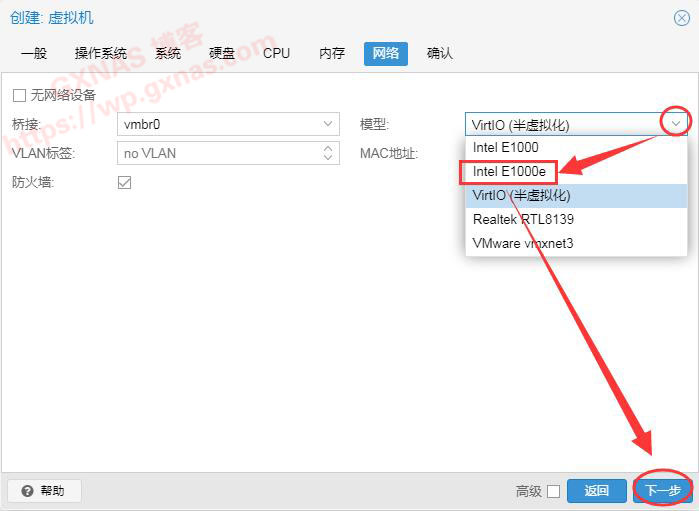 创建: 虚拟机
一般 操作系统 系统 硬盘 CPU 内存 网络 确认
GXNAS 博客
https://wp.gxnas.com
无网络设备
桥接: vmbr0 模型: VirtIO (半虚拟化)
VLAN标签: no VLAN MAC地址: Intel E1000
防火墙: Intel E1000e
VirtIO (半虚拟化)
Realtek RTL8139
VMware vmxnet3
帮助 高级 返回 下一步